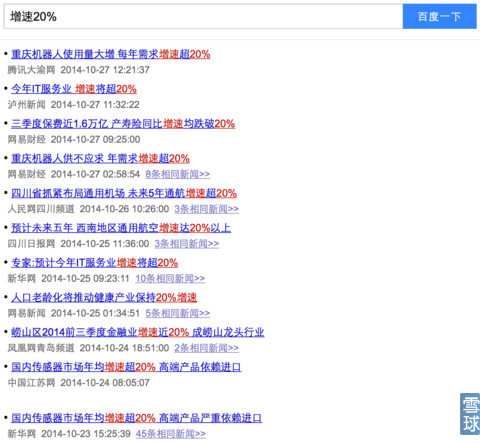 增速20%
百度一下
• 重庆机器人使用量大增 每年需求增速超20%
腾讯大渝网 2014-10-27 12:21:37
• 今年IT服务业 增速将超20%
泸州新闻 2014-10-27 11:32:22
• 三季度保费近1.6万亿 产寿险同比增速均跌破20%
网易财经 2014-10-27 09:25:00
• 重庆机器人供不应求 年需求增速超20%
网易财经 2014-10-27 02:58:54 8条相同新闻>>
• 四川省抓紧布局通用机场 未来5年通航增速超20%
人民网四川频道 2014-10-26 10:26:00 3条相同新闻>>
• 预计未来五年 西南地区通用航空增速达20%以上
四川日报网 2014-10-25 11:36:00 3条相同新闻>>
• 专家:预计今年IT服务业增速将超20%
新华网 2014-10-25 09:23:11 10条相同新闻>>
• 人口老龄化将推动健康产业保持20%增速
网易新闻 2014-10-25 01:34:51 5条相同新闻>>
• 崂山区2014前三季度金融业增速近20% 成崂山龙头行业
凤凰网青岛频道 2014-10-24 18:51:00 2条相同新闻>>
• 国内传感器市场年均增速超20% 高端产品依赖进口
中国江苏网 2014-10-24 08:05:07
• 国内传感器市场年均增速超20% 高端产品严重依赖进口
新华网 2014-10-23 15:25:39 45条相同新闻>>
雪球